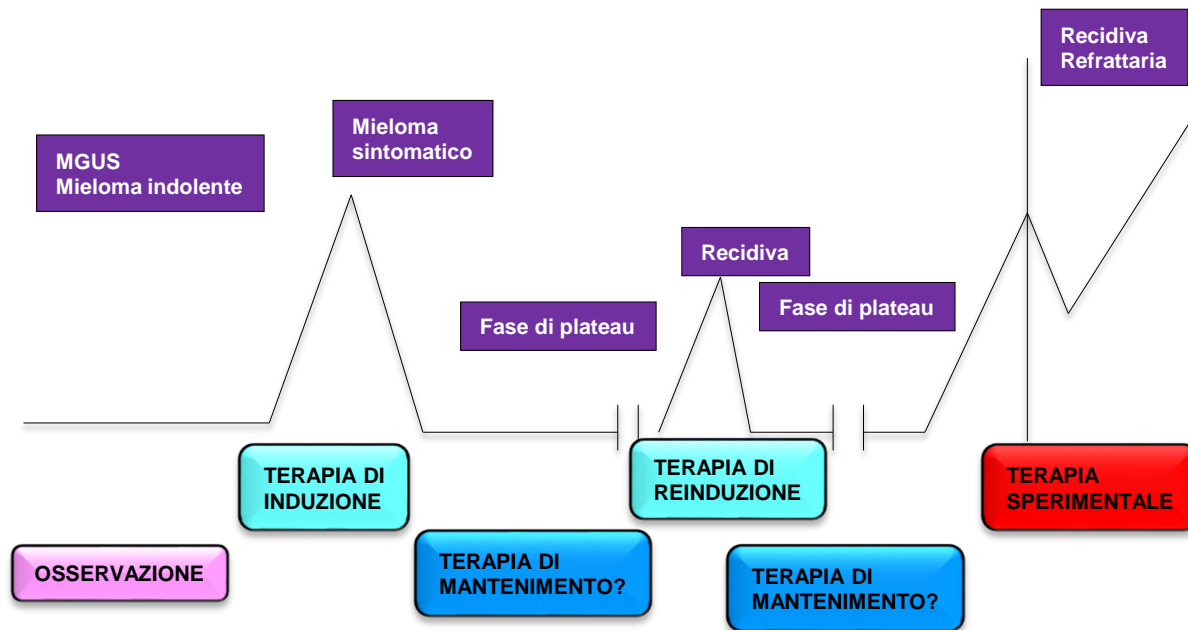 Recidiva
Refrattaria
Mieloma
sintomatico
MGUS
Mieloma indolente
Recidiva
Fase di plateau
Fase di plateau
TERAPIA DI
INDUZIONE
TERAPIA DI
REINDUZIONE
TERAPIA
SPERIMENTALE
OSSERVAZIONE
TERAPIA DI
MANTENIMENTO?
TERAPIA DI
MANTENIMENTO?